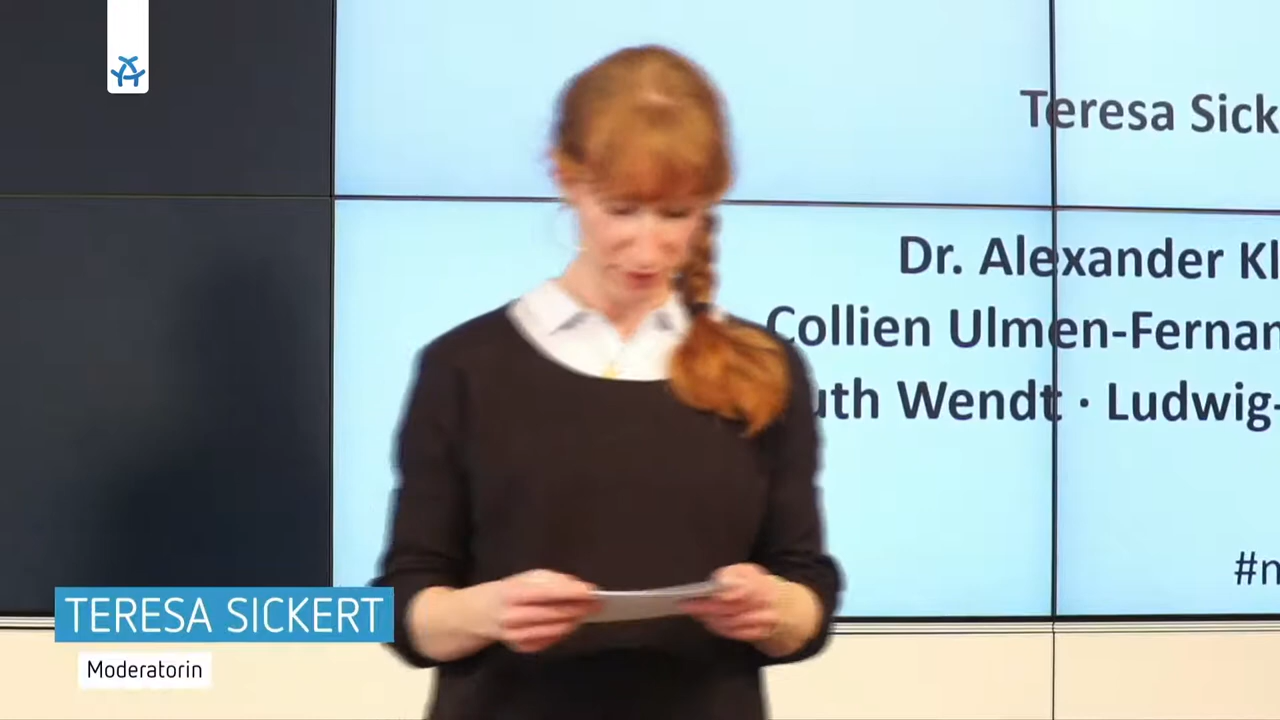 Teresa Sick
Dr. Alexander Kl
Collien Ulmen-Fernan
uth Wendt · Ludwig-
#n
TERESA SICKERT
Moderatorin